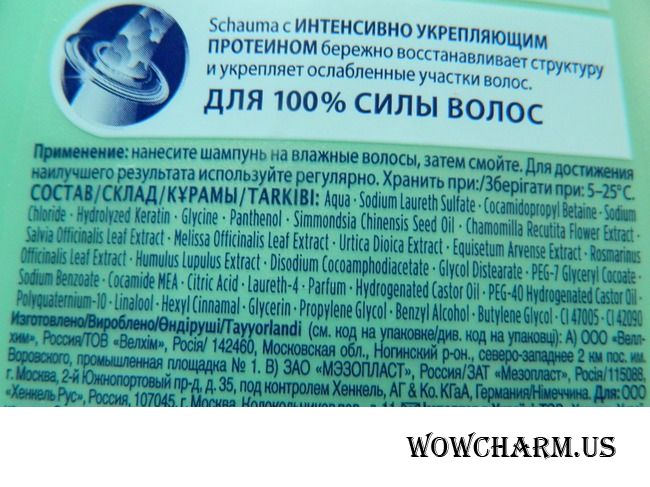 Schauma с ИНТЕНСИВНО УКРЕПЛЯЮЩИМ
ПРОТЕИНОМ бережно восстанавливает структуру
и укрепляет ослабленные участки волос.
ДЛЯ 100% СИЛЫ ВОЛОС
Применение: нанесите шампунь на влажные волосы, затем смойте. Для достижения
наилучшего результата используйте регулярно. Хранить при:/Зберігати при: 5–25°С.
СОСТАВ/СКЛАД/ҚҰРАМЫ/TARKIBI: Aqua · Sodium Laureth Sulfate · Cocamidopropyl Betaine · Sodium
Chloride · Hydrolyzed Keratin · Glycine · Panthenol · Simmondsia Chinensis Seed Oil · Chamomilla Recutita Flower Extract ·
Salvia Officinalis Leaf Extract · Melissa Officinalis Leaf Extract · Urtica Dioica Extract · Equisetum Arvense Extract · Rosmarinus
Officinalis Leaf Extract · Humulus Lupulus Extract · Disodium Cocoamphodiacetate · Glycol Distearate · PEG-7 Glyceryl Cocoate ·
Sodium Benzoate · Cocamide MEA · Citric Acid · Laureth-4 · Parfum · Hydrogenated Castor Oil · PEG-40 Hydrogenated Castor Oil ·
Polyquaternium-10 · Linalool · Hexyl Cinnamal · Glycerin · Propylene Glycol · Benzyl Alcohol · Butylene Glycol · CI 47005 · CI 42090
Изготовлено/Вироблено/Өндіруші/Tayyorlandi (см. код на упаковке/див. код на упаковці): А) ООО «Велл-
хим», Россия/ТОВ «Велхім», Росія/ 142460, Московская обл., Ногинский р-он., северо-западнее 2 км пос. им.
Воровского, промышленная площадка № 1. В) ЗАО «МЭЗОПЛАСТ», Россия/ЗАТ «Мезопласт», Росія/115088,
г. Москва, 2-й Южнопортовый пр-д, д. 35, под контролем Хенкель, АГ & Ко. КГаА, Германия/Німеччина. Для: ООО
«Хенкель Рус», Россия, 107045, г. Москва,
WOWCHARM.US